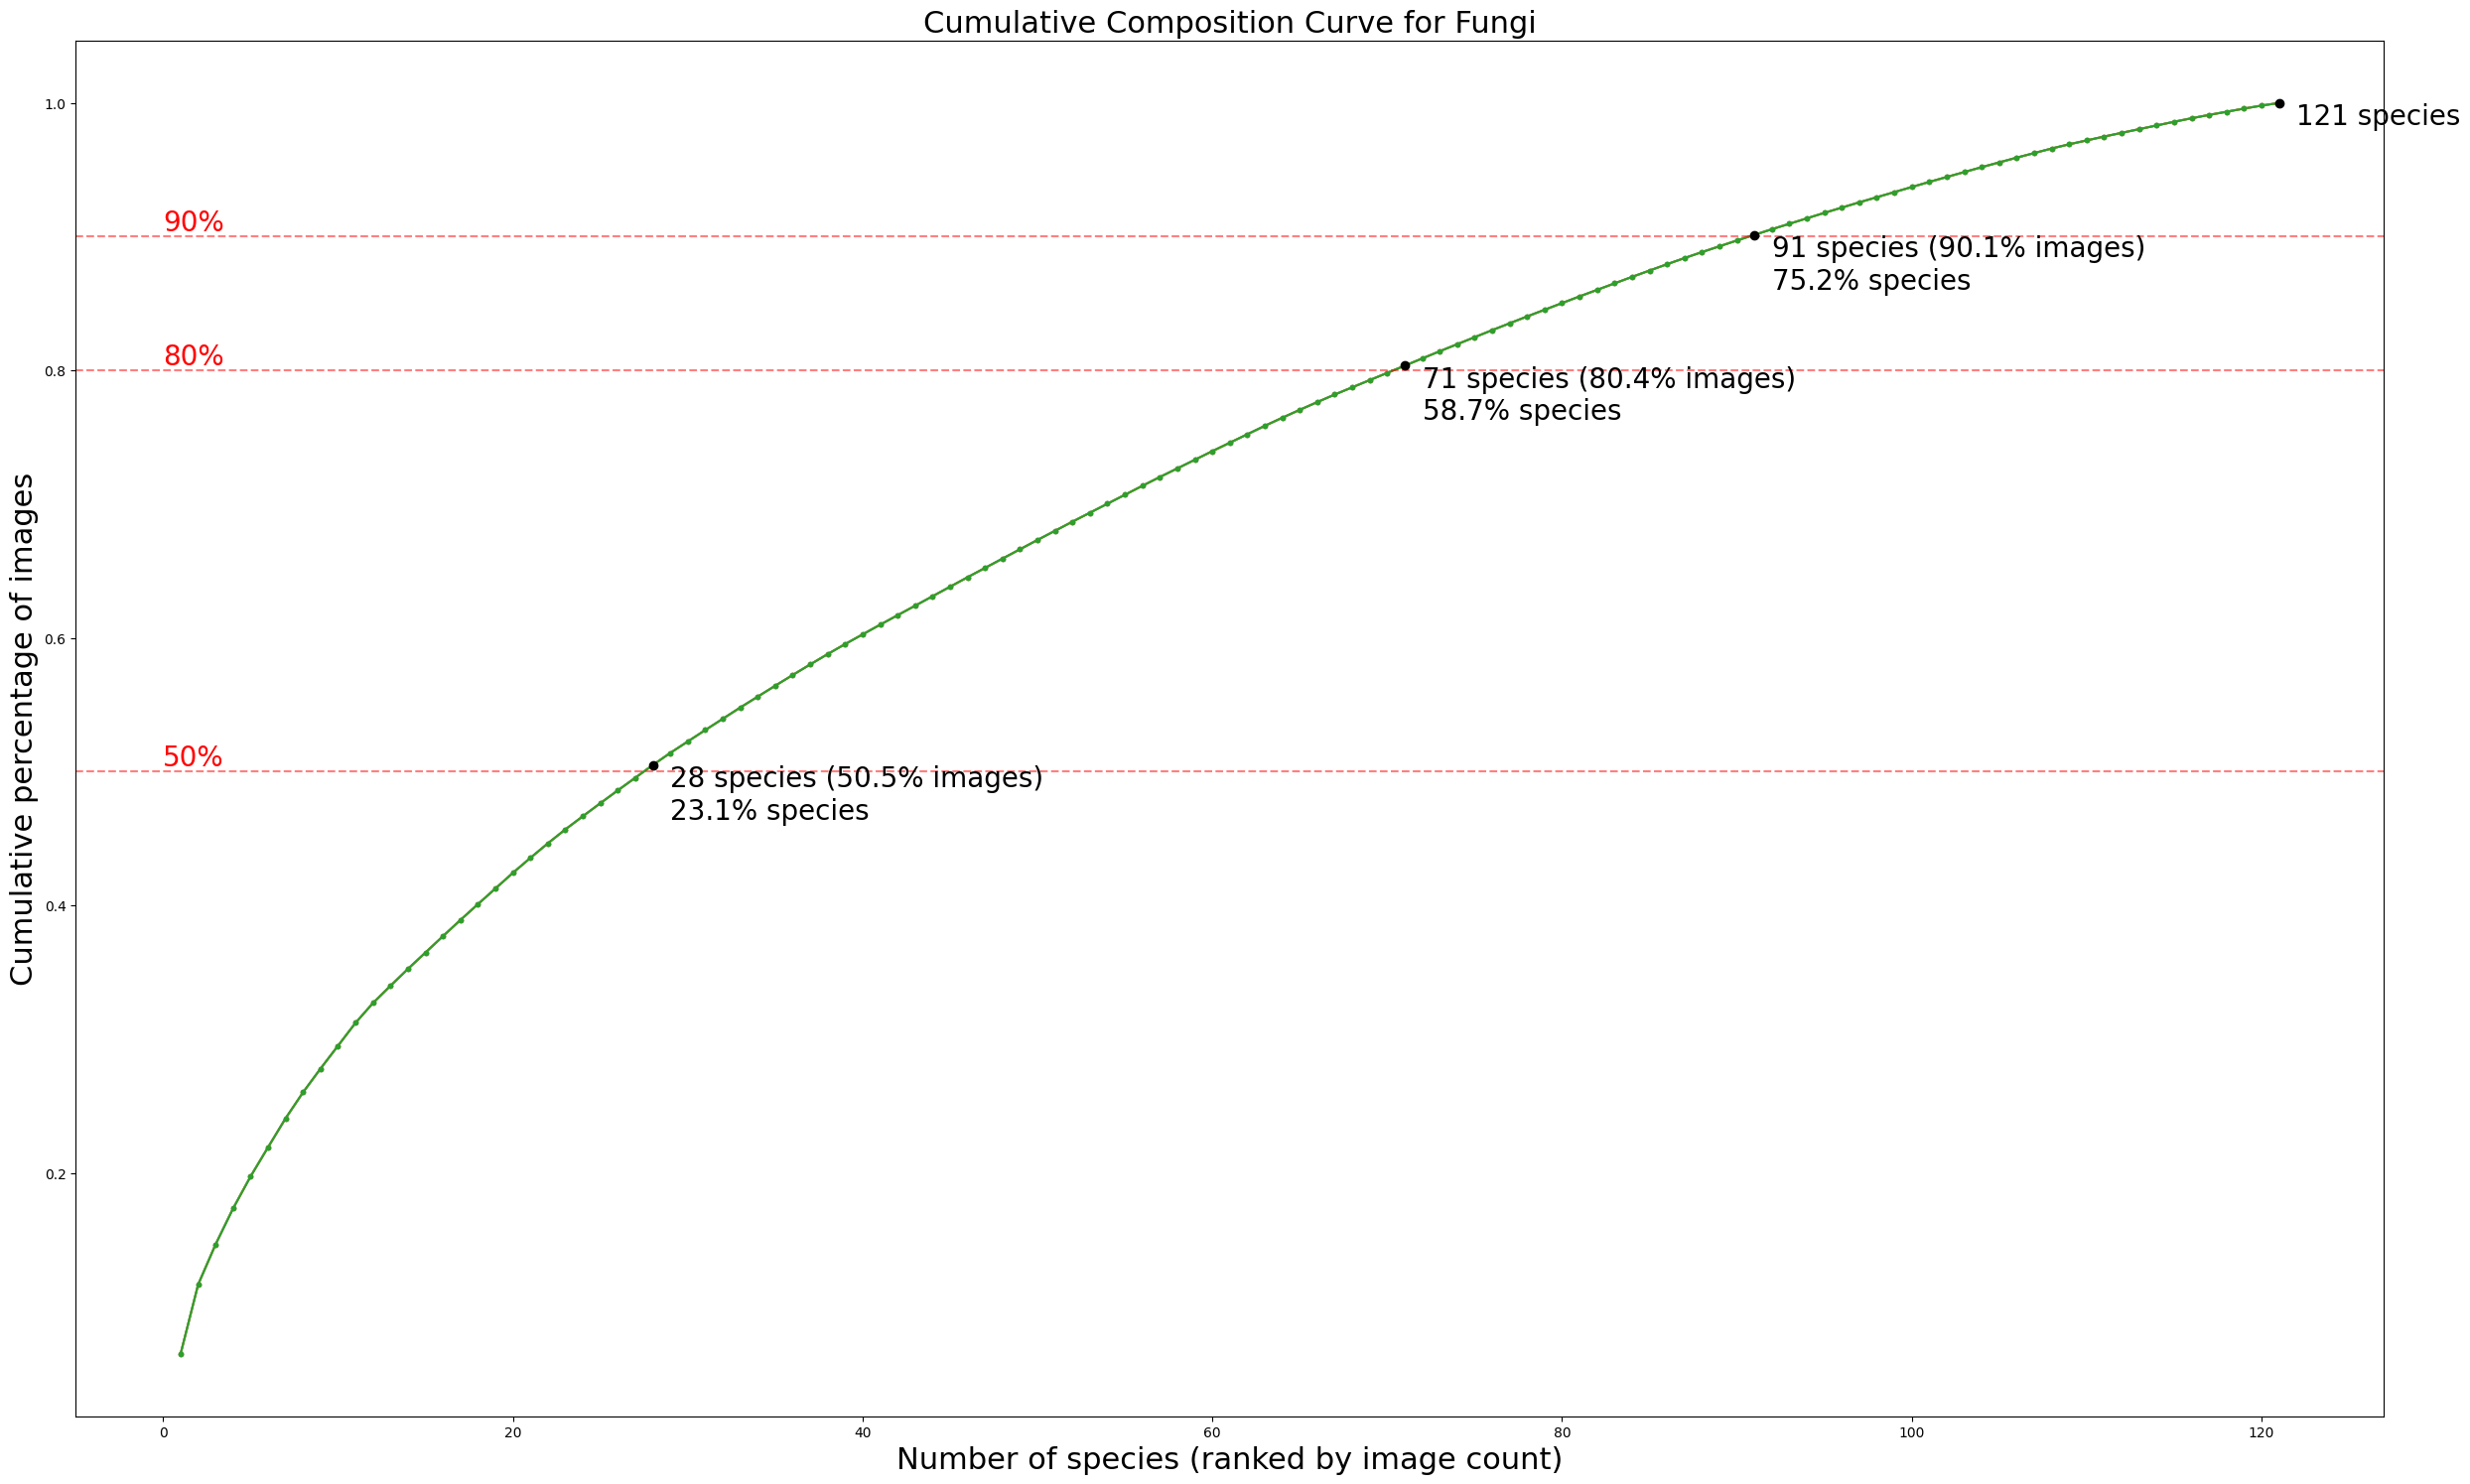 Cumulative Composition Curve for Fungi
1.0
121 species
90%
91 species (90.1% images)
75.2% species
80%
0.8
71 species (80.4% images)
58.7% species
0.6
50%
28 species (50.5% images)
23.1% species
0.4
0.2
Cumulative percentage of images
0 20 40 60 80 100 120
Number of species (ranked by image count)